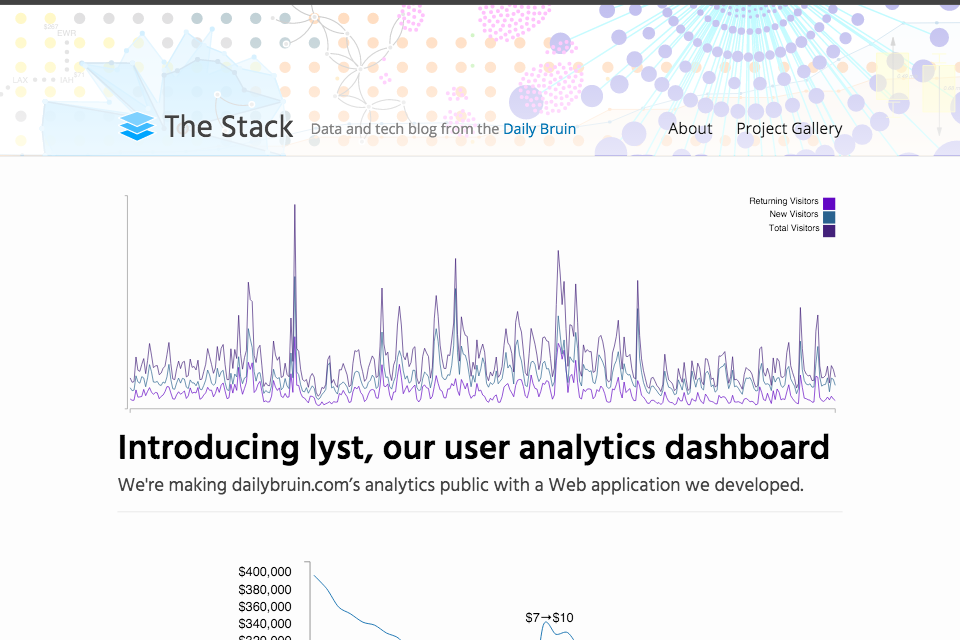 $267
EWR
LAX
IAH
$71
The Stack
Data and tech blog from the Daily Bruin
About
Project Gallery
Returning Visitors
New Visitors
Total Visitors
Introducing lyst, our user analytics dashboard
We're making dailybruin.com’s analytics public with a Web application we developed.
$400,000
$380,000
$360,000
$340,000
$320,000
$7→$10